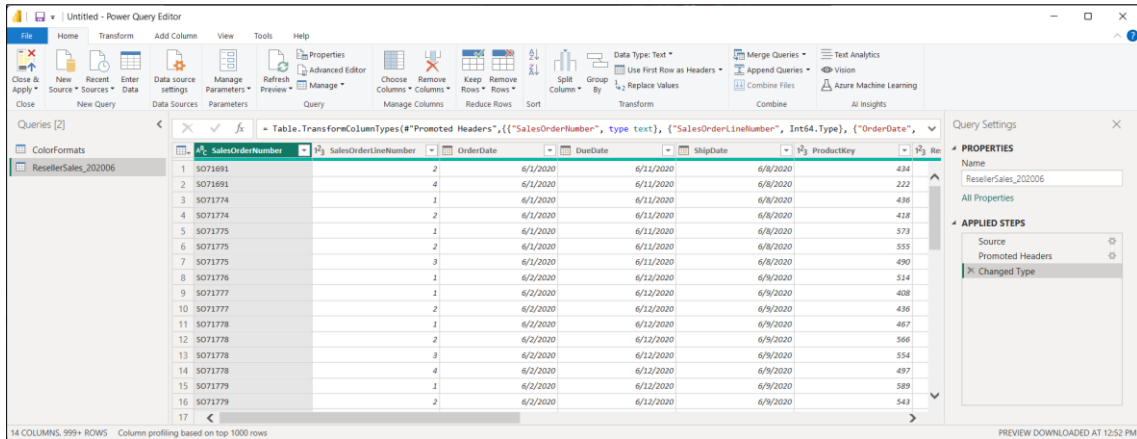 Untitled - Power Query Editor
File Home Transform Add Column View Tools Help
Close & Apply
New Source
Recent Sources
Enter Data
Data source settings
Manage Parameters
Refresh Preview
Properties
Advanced Editor
Manage
Choose Columns
Remove Columns
Keep Rows
Remove Rows
Split Column
Group By
Data Type: Text
Use First Row as Headers
Replace Values
Merge Queries
Append Queries
Combine Files
Text Analytics
Vision
Azure Machine Learning
Close New Query Data Sources Parameters Query Manage Columns Reduce Rows Sort Transform Combine AI Insights
Queries [2]
ColorFormats
ResellerSales_202006
fx = Table.TransformColumnTypes(#"Promoted Headers",{{"SalesOrderNumber", type text}, {"SalesOrderLineNumber", Int64.Type}, {"OrderDate",
SalesOrderNumber SalesOrderLineNumber OrderDate DueDate ShipDate ProductKey
1 SO71691 2 6/1/2020 6/11/2020 6/8/2020 434
2 SO71691 4 6/1/2020 6/11/2020 6/8/2020 222
3 SO71774 1 6/1/2020 6/11/2020 6/8/2020 436
4 SO71774 2 6/1/2020 6/11/2020 6/8/2020 418
5 SO71775 1 6/1/2020 6/11/2020 6/8/2020 573
6 SO71775 2 6/1/2020 6/11/2020 6/8/2020 555
7 SO71775 3 6/1/2020 6/11/2020 6/8/2020 490
8 SO71776 1 6/2/2020 6/12/2020 6/9/2020 514
9 SO71777 1 6/2/2020 6/12/2020 6/9/2020 408
10 SO71777 2 6/2/2020 6/12/2020 6/9/2020 436
11 SO71778 1 6/2/2020 6/12/2020 6/9/2020 467
12 SO71778 2 6/2/2020 6/12/2020 6/9/2020 566
13 SO71778 3 6/2/2020 6/12/2020 6/9/2020 554
14 SO71778 4 6/2/2020 6/12/2020 6/9/2020 497
15 SO71779 1 6/2/2020 6/12/2020 6/9/2020 589
16 SO71779 2 6/2/2020 6/12/2020 6/9/2020 543
17
Query Settings
PROPERTIES
Name
ResellerSales_202006
All Properties
APPLIED STEPS
Source
Promoted Headers
Changed Type
14 COLUMNS, 999+ ROWS Column profiling based on top 1000 rows
PREVIEW DOWNLOADED AT 12:52 PM